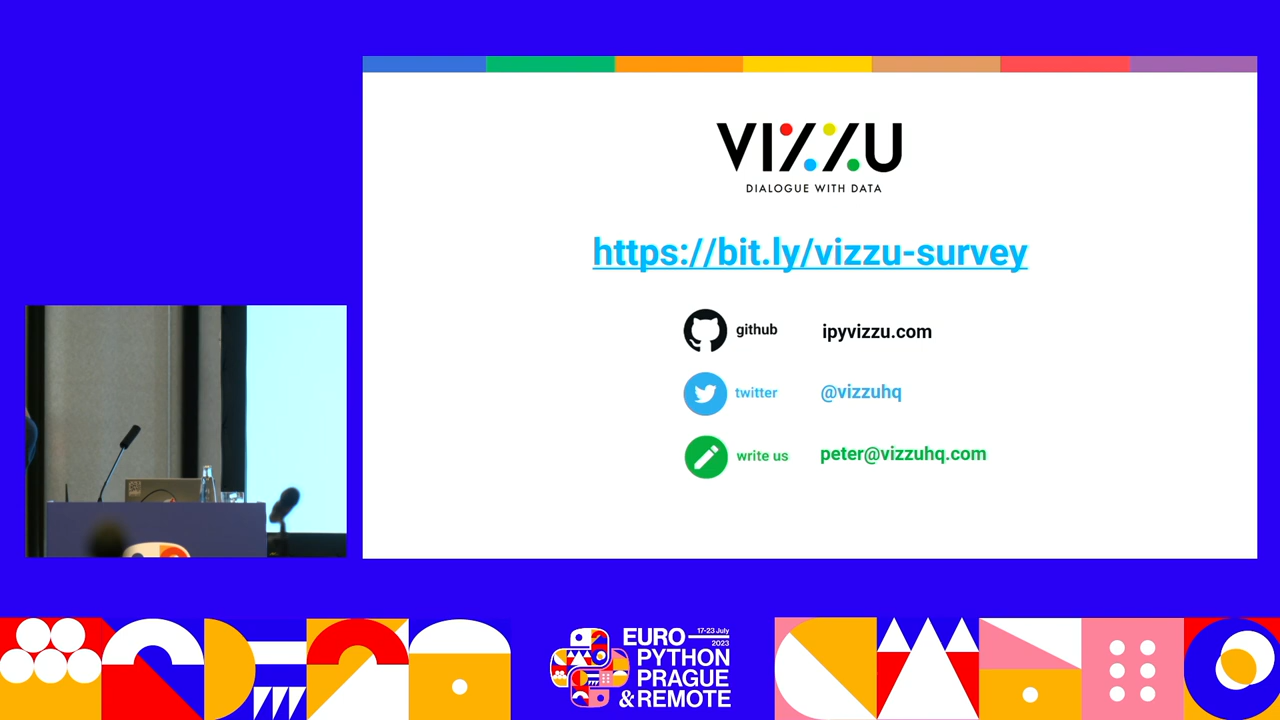 VIZZU
DIALOGUE WITH DATA
https://bit.ly/vizzu-survey
github ipyvizzu.com
twitter @vizzuhq
write us peter@vizzuhq.com
EURO 17-23 July 2023
PYTHON
PRAGUE
& REMOTE